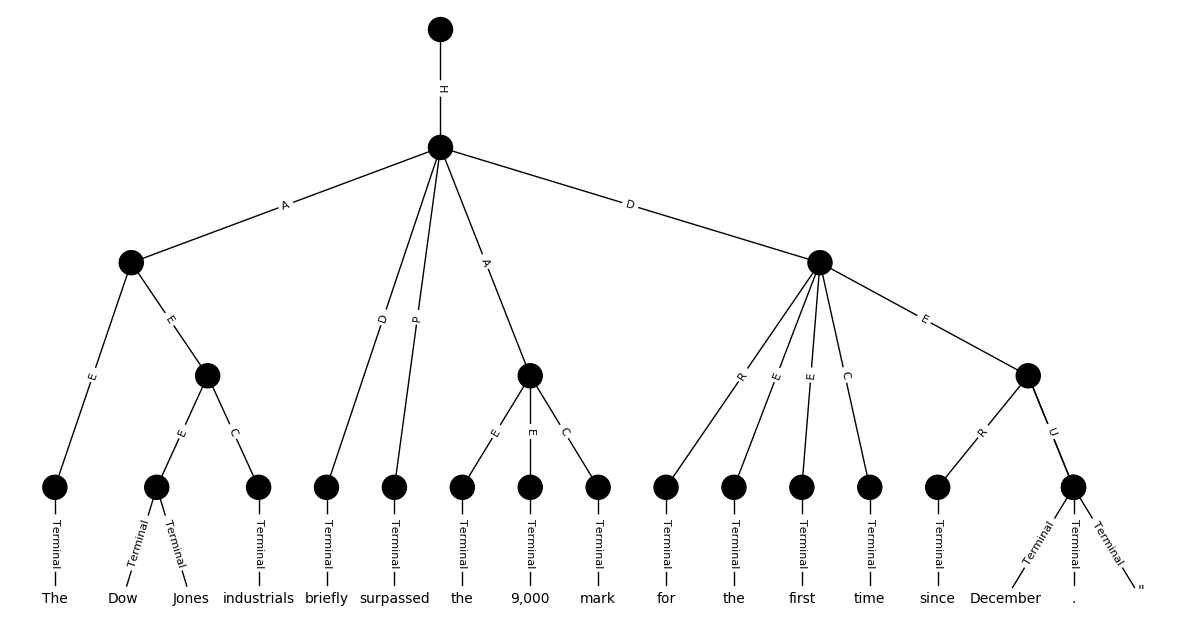 H
A D P A D
E E E
E C E E C R E E C R U
Terminal Terminal Terminal Terminal Terminal Terminal Terminal Terminal Terminal Terminal Terminal Terminal Terminal Terminal Terminal Terminal Terminal
The Dow Jones industrials briefly surpassed the 9,000 mark for the first time since December . "